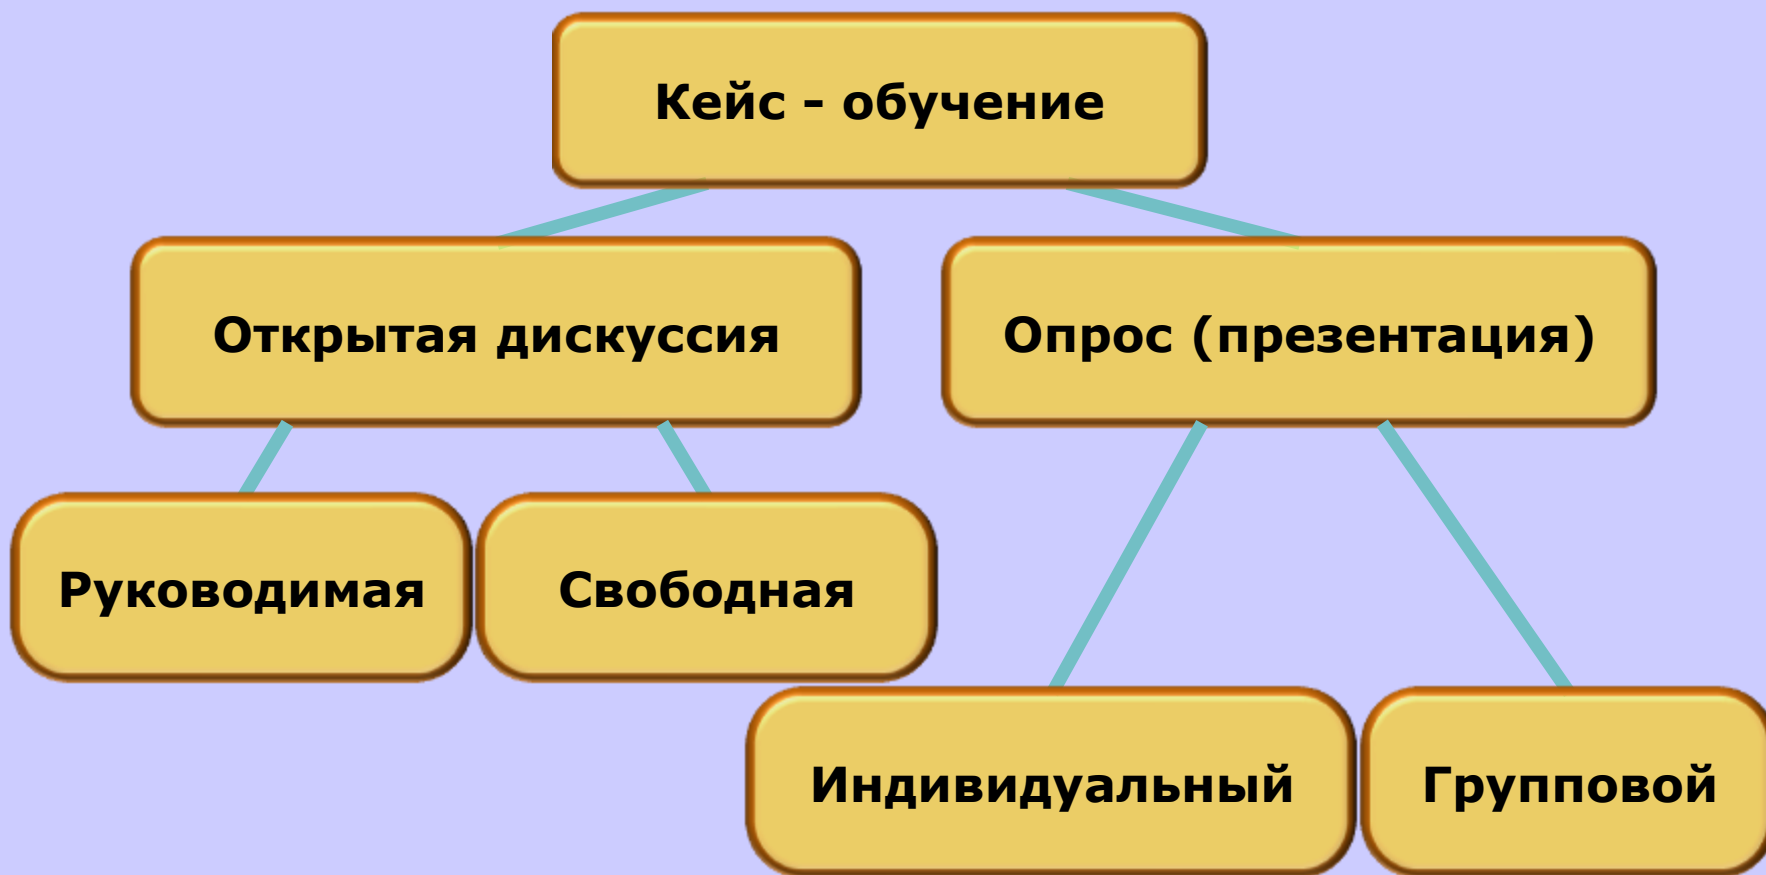 Кейс - обучение
Открытая дискуссия
Опрос (презентация)
Руководимая
Свободная
Индивидуальный
Групповой